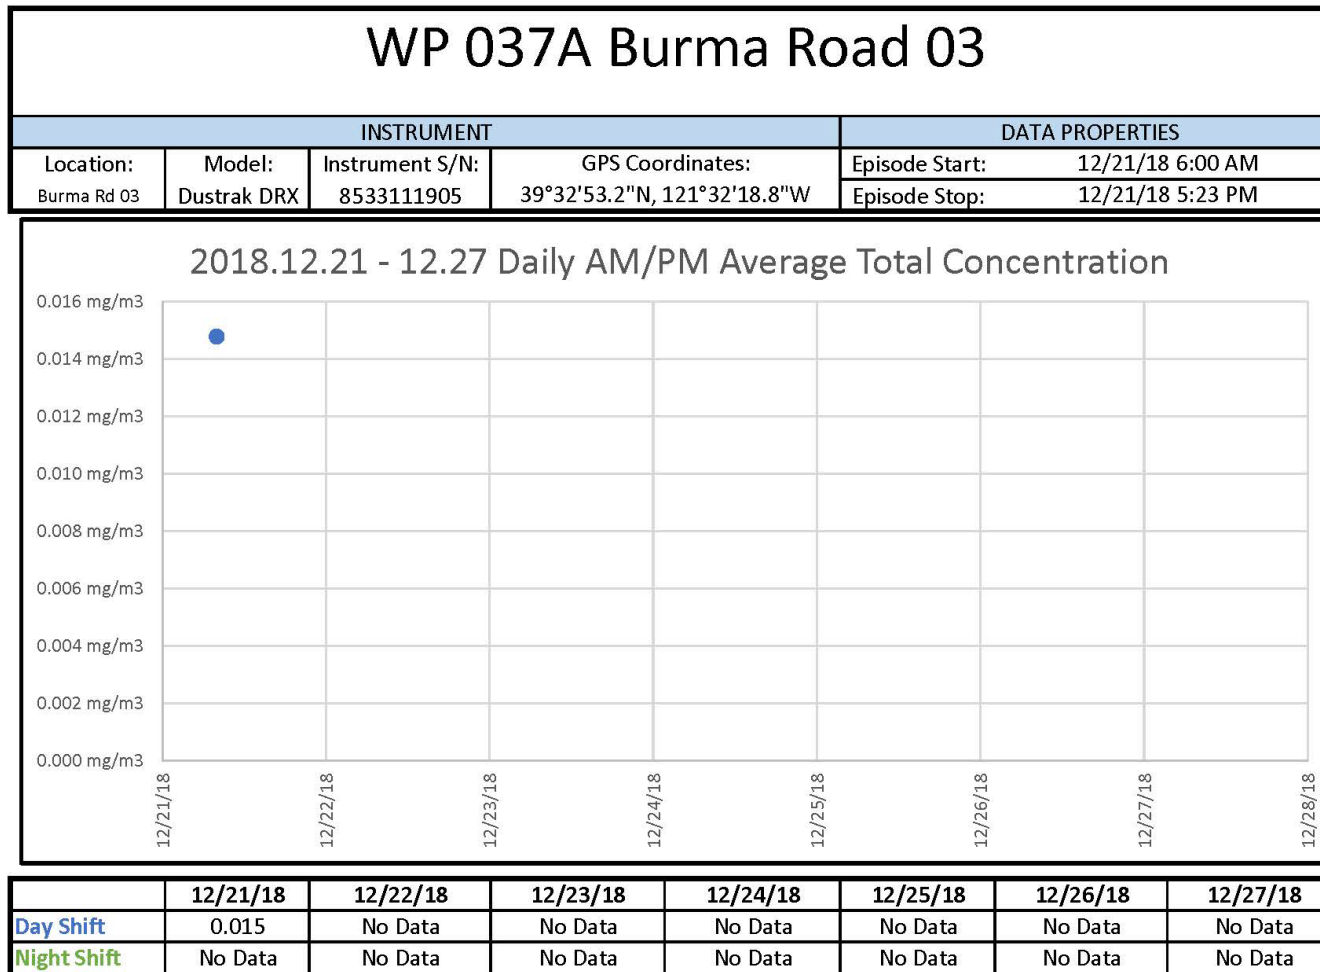 WP 037A Burma Road 03
INSTRUMENT DATA PROPERTIES
Location: Model: Instrument S/N: GPS Coordinates: Episode Start: 12/21/18 6:00 AM
Burma Rd 03 Dustrak DRX 8533111905 39°32'53.2"N, 121°32'18.8"W Episode Stop: 12/21/18 5:23 PM
2018.12.21 - 12.27 Daily AM/PM Average Total Concentration
0.016 mg/m3
0.014 mg/m3
0.012 mg/m3
0.010 mg/m3
0.008 mg/m3
0.006 mg/m3
0.004 mg/m3
0.002 mg/m3
0.000 mg/m3
12/21/18
12/22/18
12/23/18
12/24/18
12/25/18
12/26/18
12/27/18
12/28/18
12/21/18 12/22/18 12/23/18 12/24/18 12/25/18 12/26/18 12/27/18
Day Shift 0.015 No Data No Data No Data No Data No Data No Data
Night Shift No Data No Data No Data No Data No Data No Data No Data